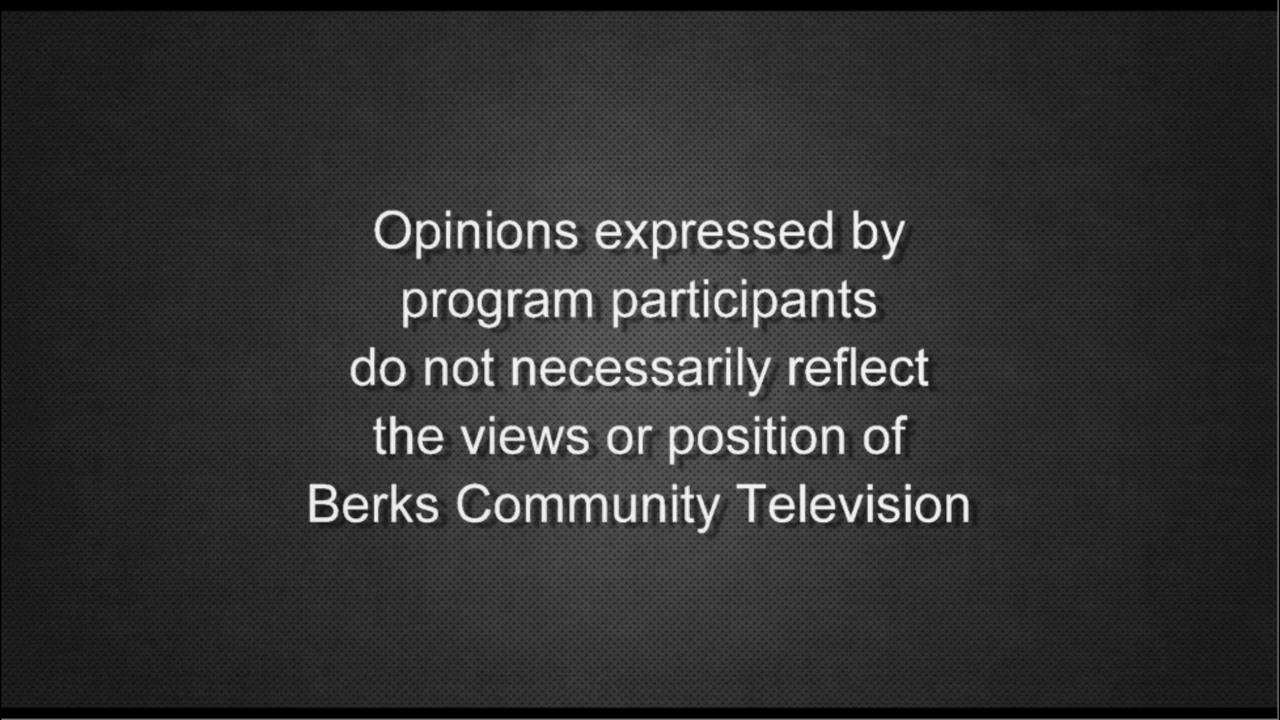 Opinions expressed by
program participants
do not necessarily reflect
the views or position of
Berks Community Television